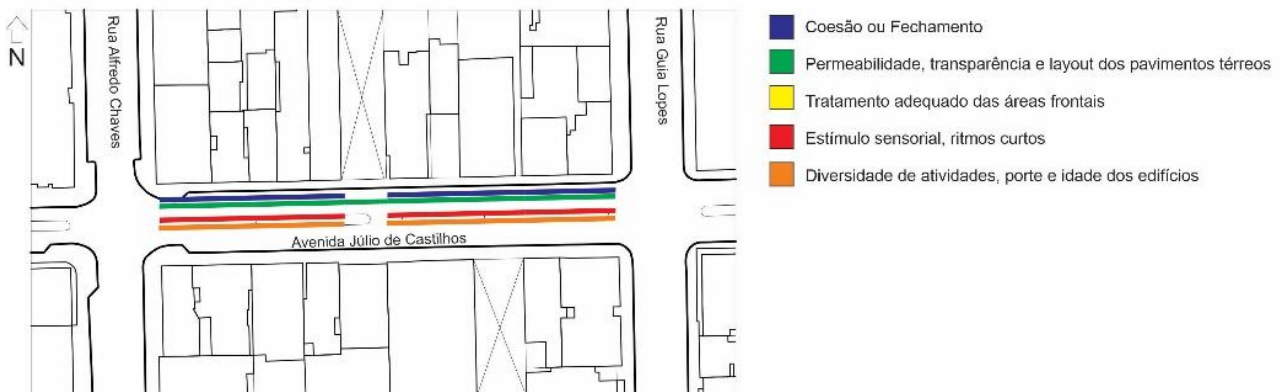 N
Rua Alfredo Chaves
Rua Guia Lopes
Avenida Júlio de Castilhos
Coesão ou Fechamento
Permeabilidade, transparência e layout dos pavimentos térreos
Tratamento adequado das áreas frontais
Estímulo sensorial, ritmos curtos
Diversidade de atividades, porte e idade dos edifícios